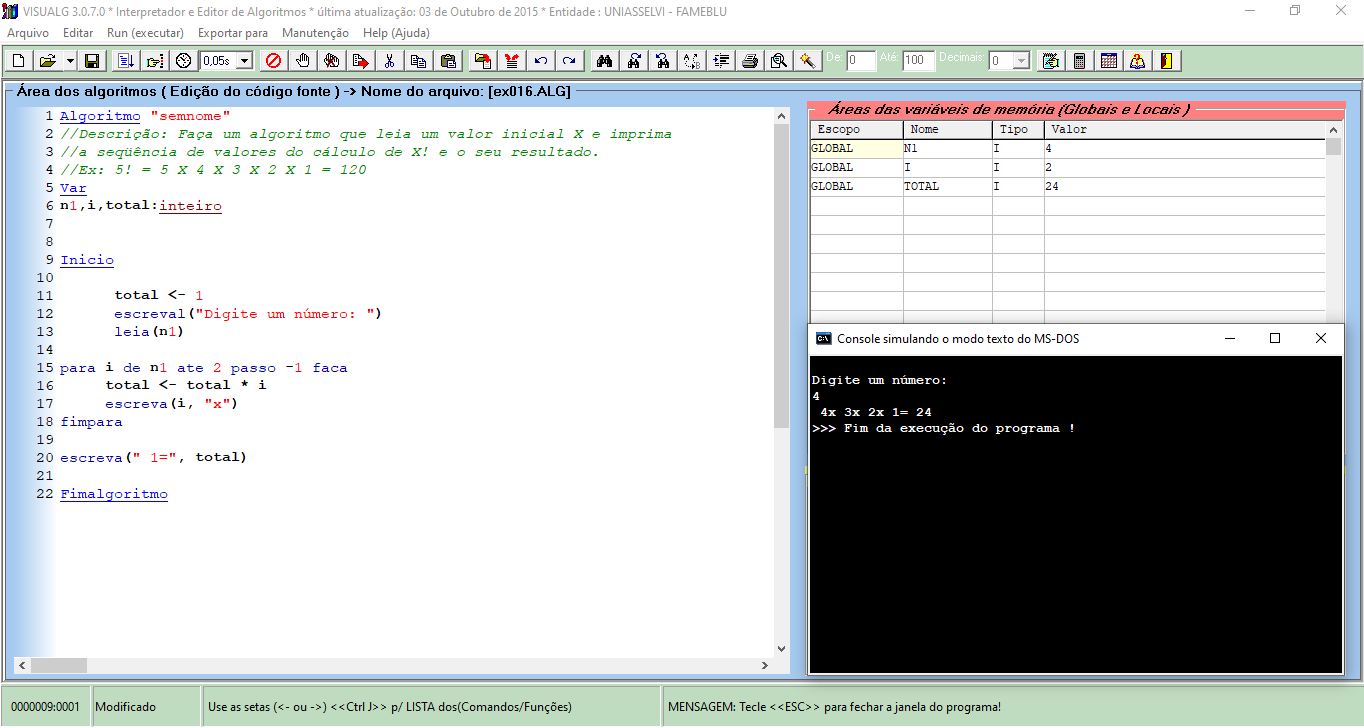 VISUALG 3.0.7.0 * Interpretador e Editor de Algoritmos * última atualização: 03 de Outubro de 2015 * Entidade : UNIASSELVI - FAMEBLU
Arquivo Editar Run (executar) Exportar para Manutenção Help (Ajuda)
0,05s De: 0 Até: 100 Decimais: 0
Área dos algoritmos ( Edição do código fonte ) -> Nome do arquivo: [ex016.ALG]
1 Algoritmo "semnome"
2 //Descrição: Faça um algoritmo que leia um valor inicial X e imprima
3 //a seqüência de valores do cálculo de X! e o seu resultado.
4 //Ex: 5! = 5 X 4 X 3 X 2 X 1 = 120
5 Var
6 n1,i,total:inteiro
7
8
9 Inicio
10
11 total <- 1
12 escreval("Digite um número: ")
13 leia(n1)
14
15 para i de n1 ate 2 passo -1 faca
16 total <- total * i
17 escreva(i, "x")
18 fimpara
19
20 escreva(" 1=", total)
21
22 Fimalgoritmo
Áreas das variáveis de memória (Globais e Locais )
Escopo Nome Tipo Valor
GLOBAL N1 I 4
GLOBAL I I 2
GLOBAL TOTAL I 24
C:\ Console simulando o modo texto do MS-DOS
Digite um número:
4
4x 3x 2x 1= 24
>>> Fim da execução do programa !
0000009:0001 Modificado Use as setas (<- ou ->) <<Ctrl J>> p/ LISTA dos(Comandos/Funções) MENSAGEM: Tecle <<ESC>> para fechar a janela do programa!